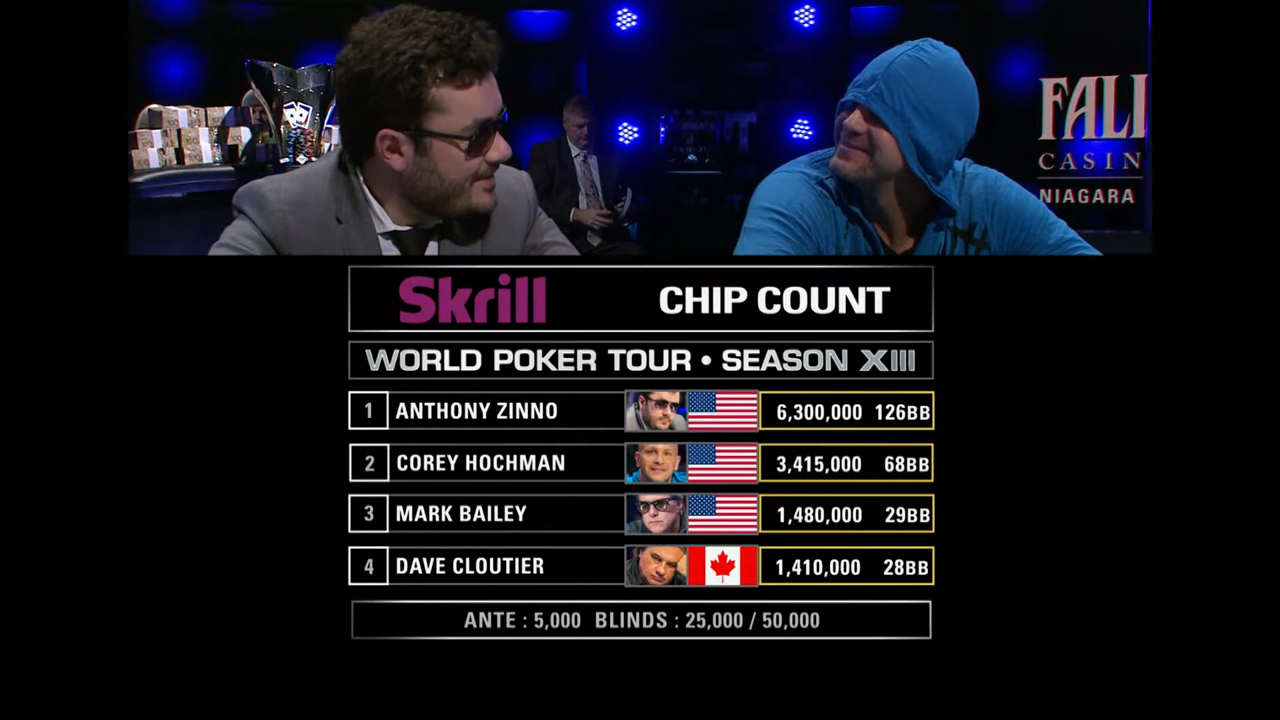 FALL
CASIN
NIAGARA
Skrill CHIP COUNT
WORLD POKER TOUR • SEASON XIII
1 ANTHONY ZINNO 6,300,000 126BB
2 COREY HOCHMAN 3,415,000 68BB
3 MARK BAILEY 1,480,000 29BB
4 DAVE CLOUTIER 1,410,000 28BB
ANTE : 5,000 BLINDS : 25,000 / 50,000